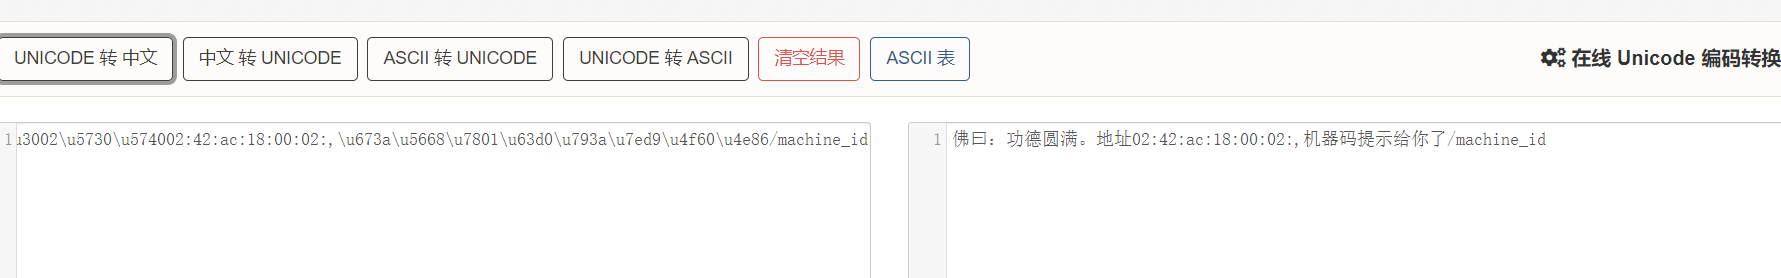 UNICODE 转 中文 中文 转 UNICODE ASCII 转 UNICODE UNICODE 转 ASCII 清空结果 ASCII 表 在线 Unicode 编码转换
1 u3002\u5730\u574002:42:ac:18:00:02:,\u673a\u5668\u7801\u63d0\u793a\u7ed9\u4f60\u4e86/machine_id
1 佛曰：功德圆满。地址02:42:ac:18:00:02:,机器码提示给你了/machine_id